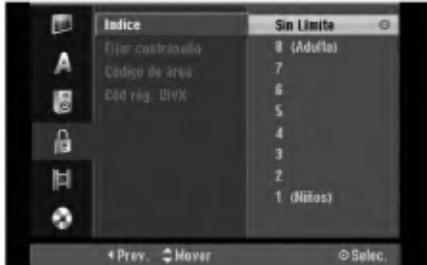 Indice
Fijar contraseña
Código de área
Cód reg. DivX
Sin Límite
8 (Adulto)
7
6
5
4
3
2
1 (Niños)
Prev. Mover Selec.